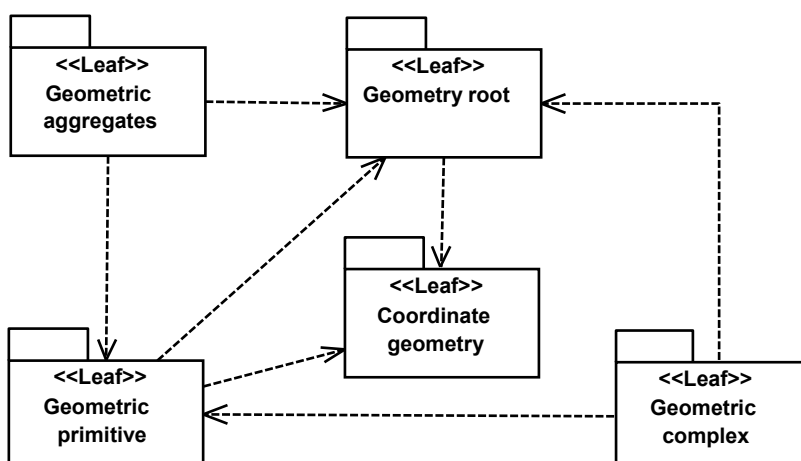 <<Leaf>>
Geometric
aggregates
<<Leaf>>
Geometry root
<<Leaf>>
Coordinate
geometry
<<Leaf>>
Geometric
primitive
<<Leaf>>
Geometric
complex